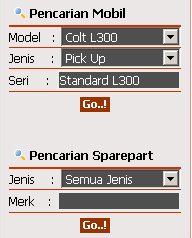 Pencarian Mobil
Model : Colt L300
Jenis : Pick Up
Seri : Standard L300
Go..!
Pencarian Sparepart
Jenis : Semua Jenis
Merk :
Go..!